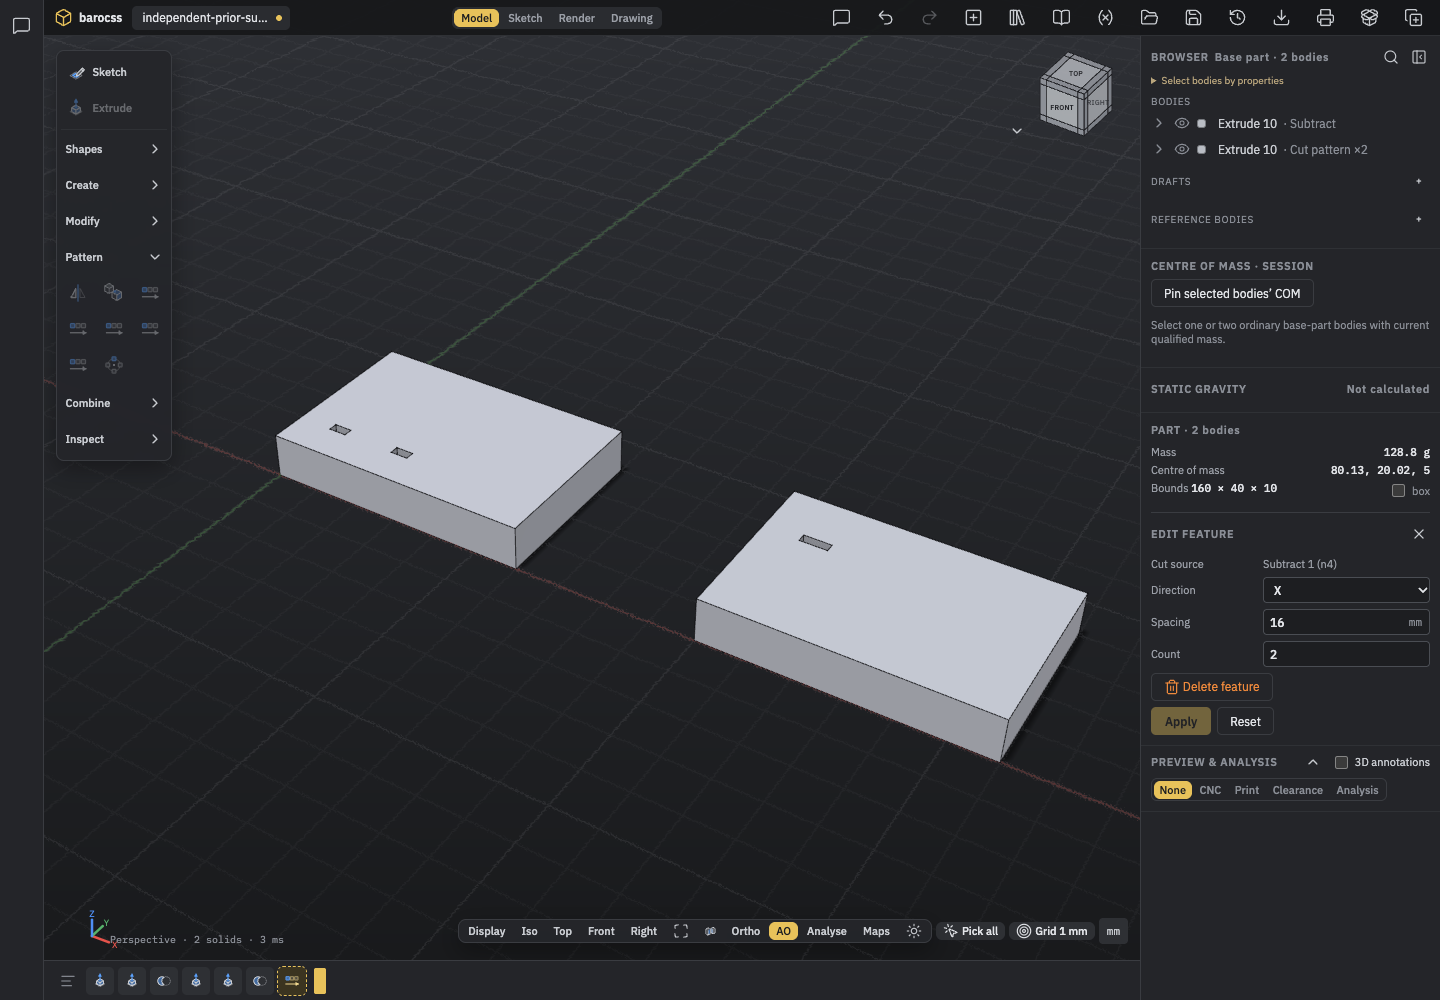 barocss
independent-prior-su...
Model Sketch Render Drawing
Sketch
Extrude
Shapes
Create
Modify
Pattern
Combine
Inspect
TOP
FRONT
RIGHT
BROWSER Base part · 2 bodies
Select bodies by properties
BODIES
Extrude 10 · Subtract
Extrude 10 · Cut pattern ×2
DRAFTS +
REFERENCE BODIES +
CENTRE OF MASS · SESSION
Pin selected bodies’ COM
Select one or two ordinary base-part bodies with current
qualified mass.
STATIC GRAVITY Not calculated
PART · 2 bodies
Mass 128.8 g
Centre of mass 80.13, 20.02, 5
Bounds 160 × 40 × 10 box
EDIT FEATURE
Cut source Subtract 1 (n4)
Direction X
Spacing 16 mm
Count 2
Delete feature
Apply Reset
PREVIEW & ANALYSIS 3D annotations
None CNC Print Clearance Analysis
Z
Y
X
Perspective · 2 solids · 3 ms
Display Iso Top Front Right Ortho AO Analyse Maps Pick all Grid 1 mm mm